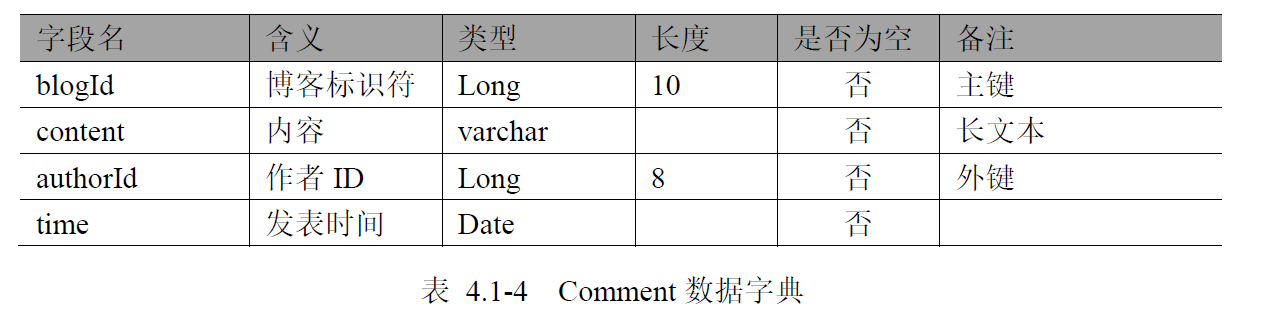 字段名 含义 类型 长度 是否为空 备注
blogId 博客标识符 Long 10 否 主键
content 内容 varchar 否 长文本
authorId 作者 ID Long 8 否 外键
time 发表时间 Date 否
表 4.1-4 Comment 数据字典